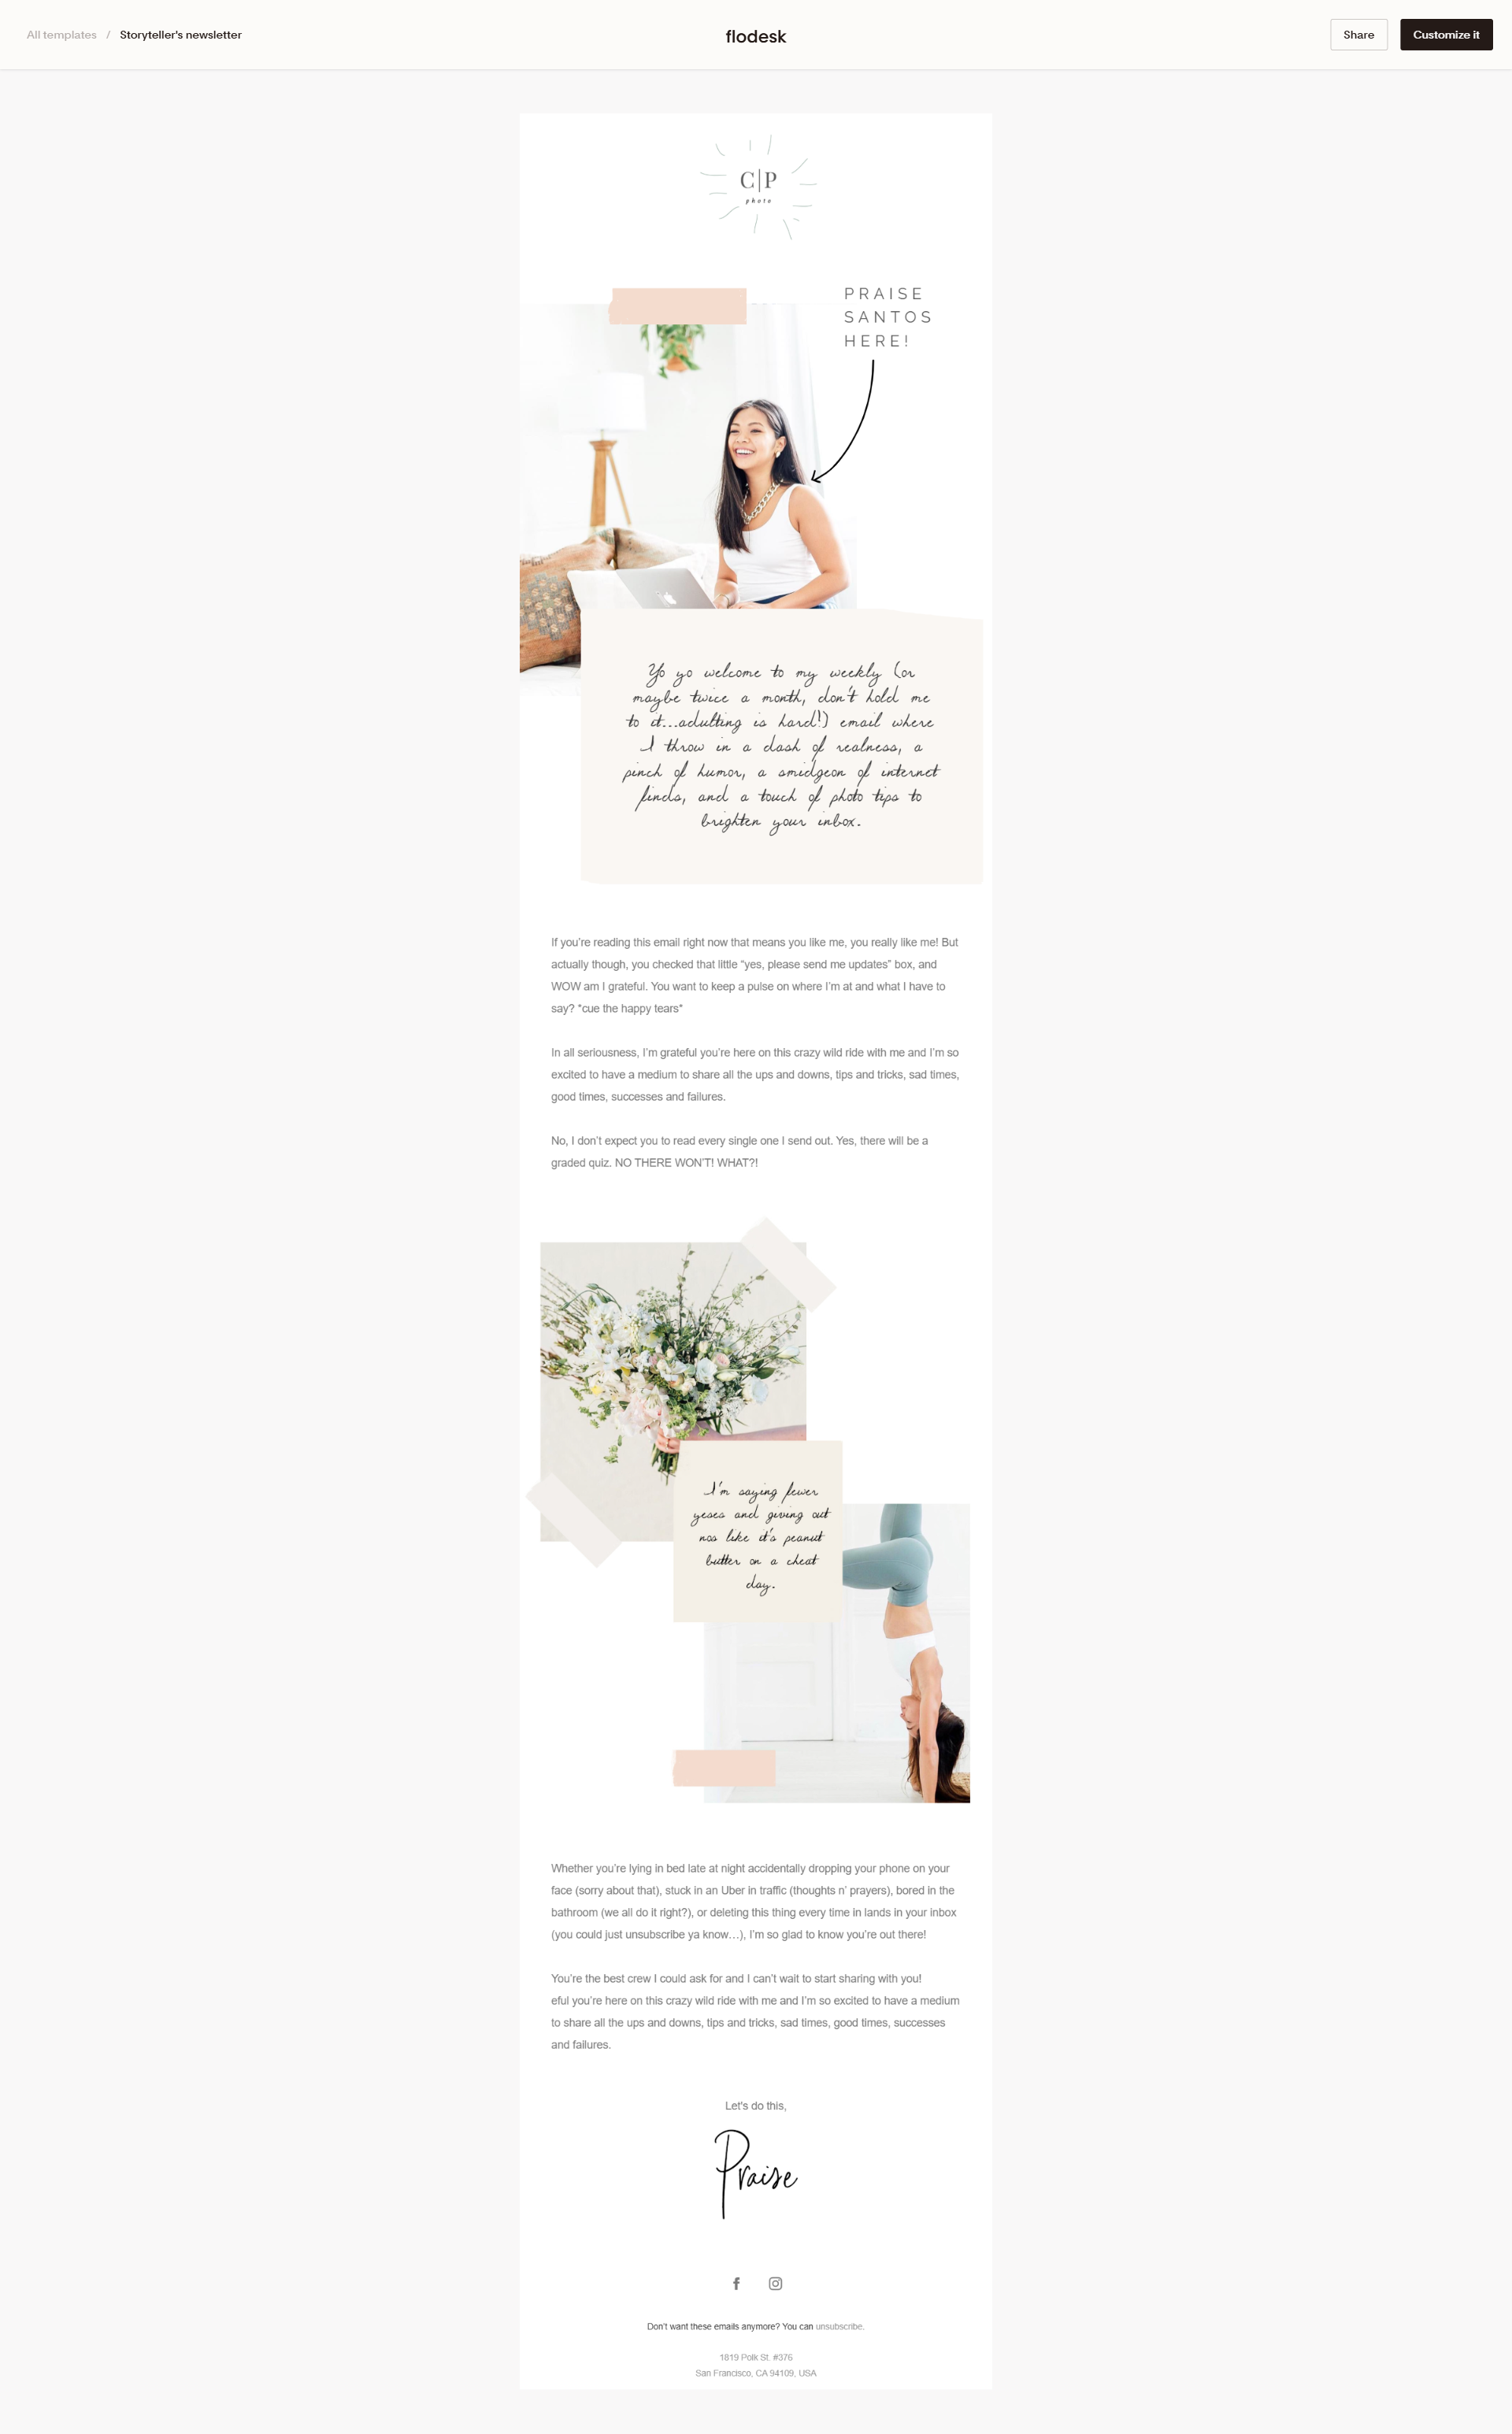 All templates / Storyteller's newsletter
flodesk
Share
Customize it
C|P
photo
PRAISE
SANTOS
HERE!
Yo yo welcome to my weekly (or
maybe twice a month, don't hold me
to it...adulting is hard!) email where
I throw in a dash of realness, a
pinch of humor, a smidgeon of internet
finds, and a touch of photo tips to
brighten your inbox.
If you’re reading this email right now that means you like me, you really like me! But
actually though, you checked that little “yes, please send me updates” box, and
WOW am I grateful. You want to keep a pulse on where I’m at and what I have to
say? *cue the happy tears*
In all seriousness, I’m grateful you’re here on this crazy wild ride with me and I’m so
excited to have a medium to share all the ups and downs, tips and tricks, sad times,
good times, successes and failures.
No, I don’t expect you to read every single one I send out. Yes, there will be a
graded quiz. NO THERE WON’T! WHAT?!
I'm saying fewer
yeses and giving out
nos like it's peanut
butter on a cheat
day.
Whether you’re lying in bed late at night accidentally dropping your phone on your
face (sorry about that), stuck in an Uber in traffic (thoughts n’ prayers), bored in the
bathroom (we all do it right?), or deleting this thing every time in lands in your inbox
(you could just unsubscribe ya know…), I’m so glad to know you’re out there!
You’re the best crew I could ask for and I can’t wait to start sharing with you!
eful you’re here on this crazy wild ride with me and I’m so excited to have a medium
to share all the ups and downs, tips and tricks, sad times, good times, successes
and failures.
Let's do this,
Praise
Don't want these emails anymore? You can unsubscribe.
1819 Polk St. #376
San Francisco, CA 94109, USA